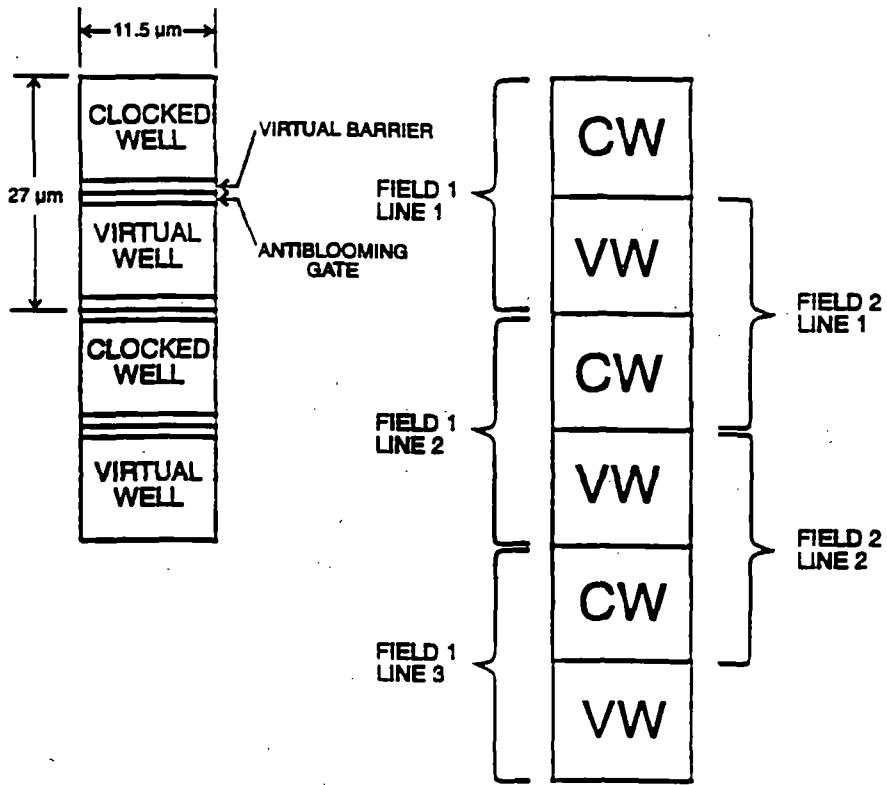 11.5 µm
27 µm
CLOCKED
WELL
VIRTUAL BARRIER
VIRTUAL
WELL
ANTIBLOOMING
GATE
CLOCKED
WELL
VIRTUAL
WELL
CW
FIELD 1
LINE 1
VW
FIELD 2
LINE 1
CW
FIELD 1
LINE 2
VW
FIELD 2
LINE 2
CW
FIELD 1
LINE 3
VW